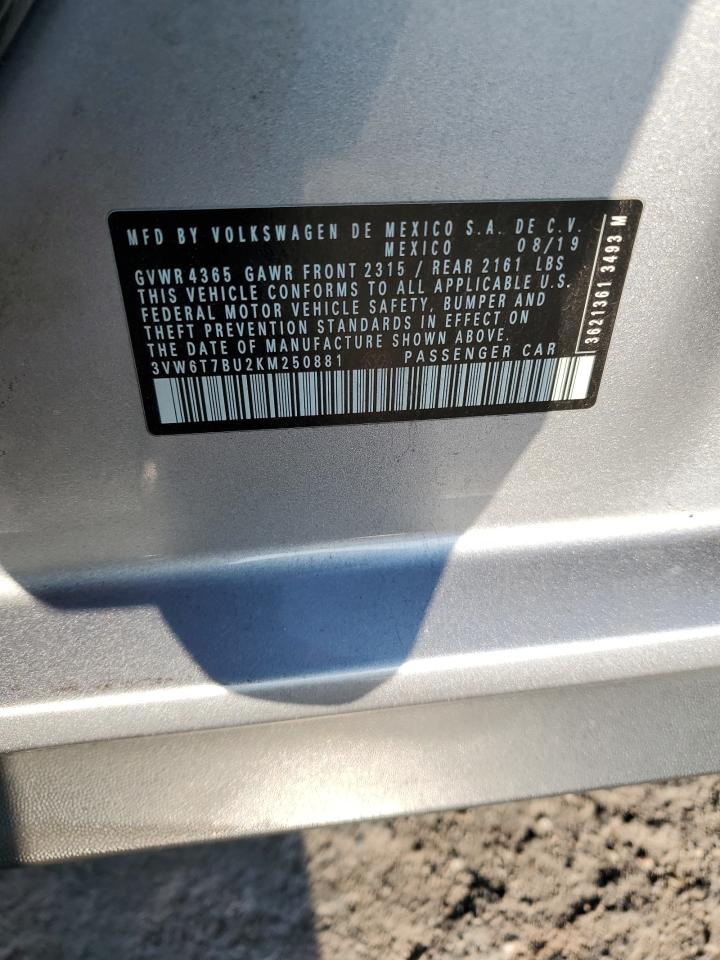 MFD BY VOLKSWAGEN DE MEXICO S.A. DE C.V.
MEXICO 08/19
GVWR 4365 GAWR FRONT 2315 / REAR 2161 LBS
THIS VEHICLE CONFORMS TO ALL APPLICABLE U.S.
FEDERAL MOTOR VEHICLE SAFETY, BUMPER AND
THEFT PREVENTION STANDARDS IN EFFECT ON
THE DATE OF MANUFACTURE SHOWN ABOVE.
3VW6T7BU2KM250881 PASSENGER CAR
3621361 3493 M